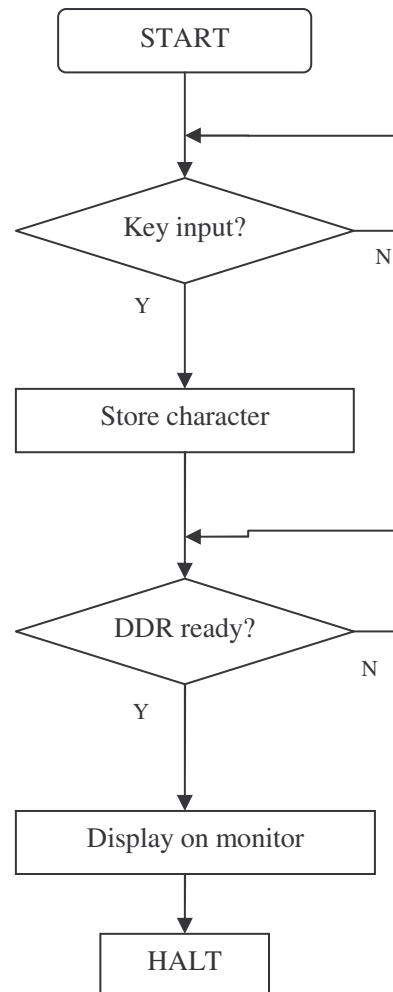 START
Key input?
N
Y
Store character
DDR ready?
N
Y
Display on monitor
HALT